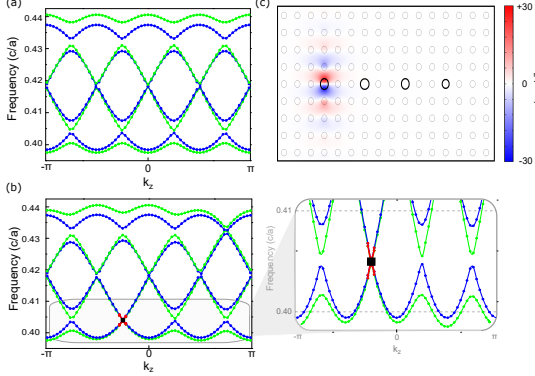 (a)
0.44
0.43
0.42
0.41
0.40
Frequency (c/a)
-π
0
π
k_z
(b)
0.44
0.43
0.42
0.41
0.40
Frequency (c/a)
-π
0
π
k_z
(c)
+30
0
-30
0.41
0.40
Frequency (c/a)
-π
0
π
k_z